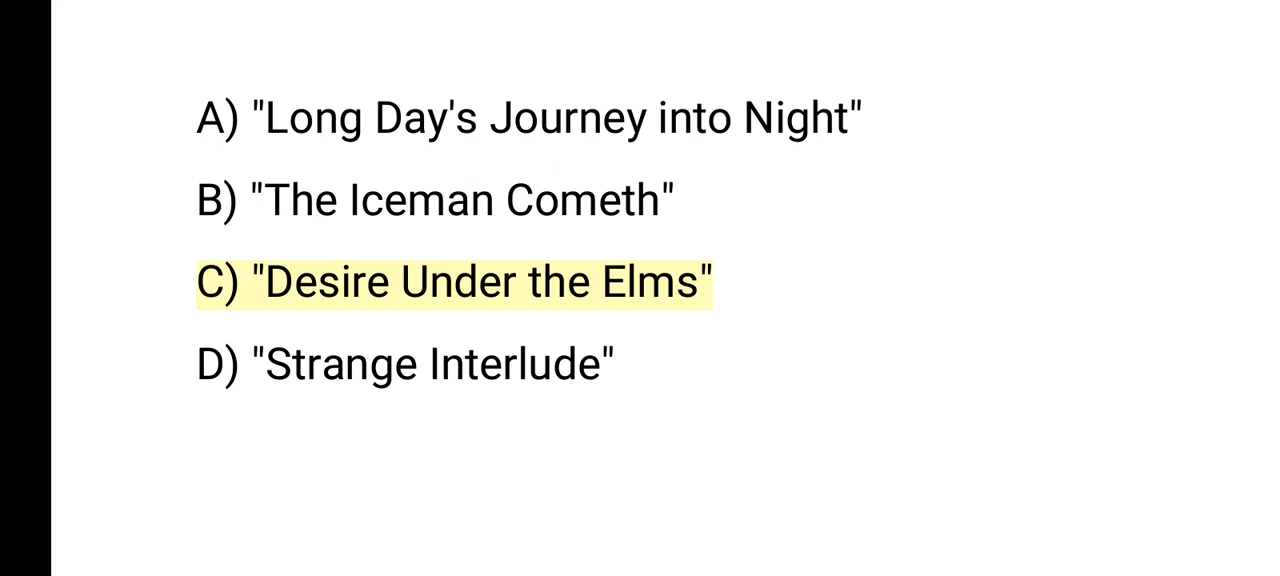 A) "Long Day's Journey into Night"
B) "The Iceman Cometh"
C) "Desire Under the Elms"
D) "Strange Interlude"